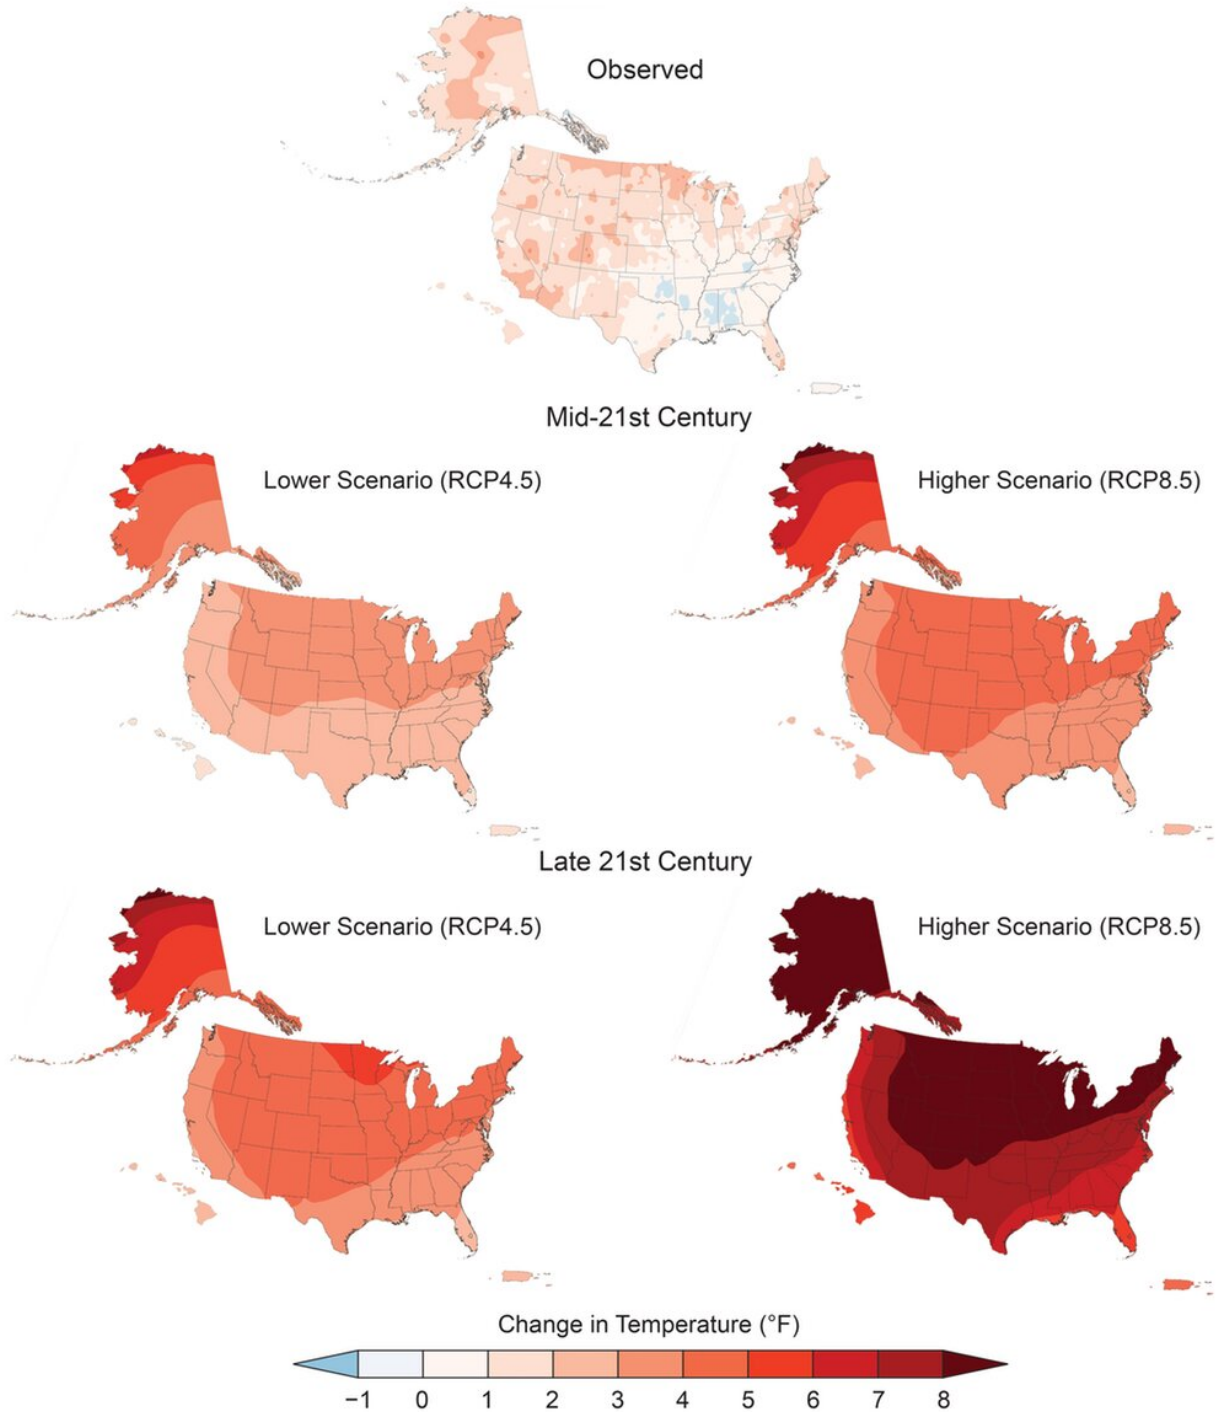 Observed
Mid-21st Century
Lower Scenario (RCP4.5)
Higher Scenario (RCP8.5)
Late 21st Century
Lower Scenario (RCP4.5)
Higher Scenario (RCP8.5)
Change in Temperature (°F)
−1 0 1 2 3 4 5 6 7 8